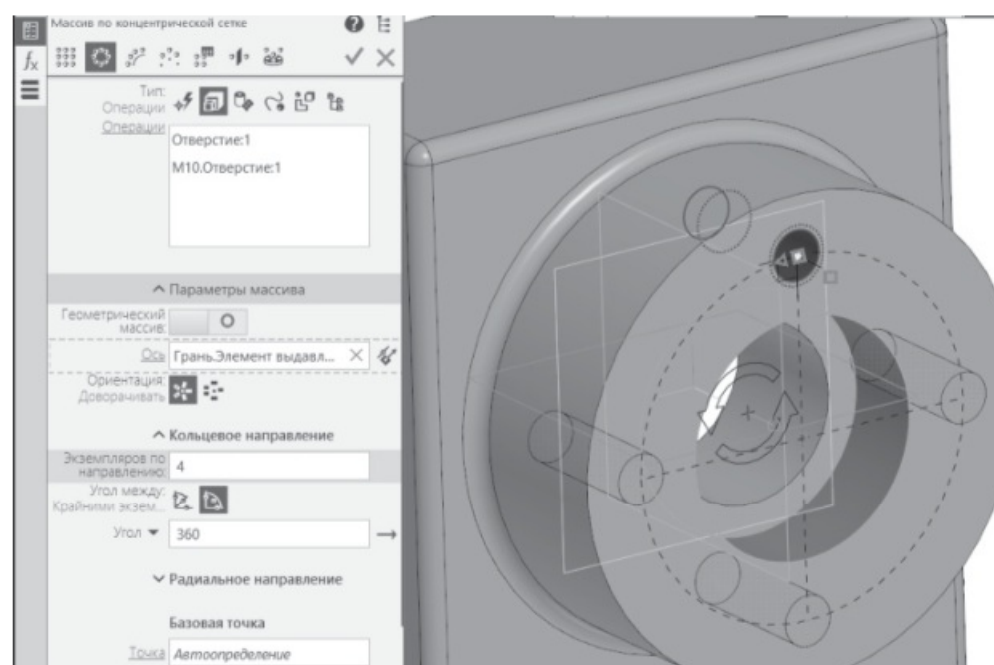 Массив по концентрической сетке
Тип:
Операции
Операции
Отверстие:1
М10.Отверстие:1
Параметры массива
Геометрический
массив:
Ось
Грань.Элемент выдавл...
Ориентация:
Доворачивать
Кольцевое направление
Экземпляров по
направлению:
4
Угол между:
Крайними экзем...
Угол
360
Радиальное направление
Базовая точка
Точка
Автоопределение